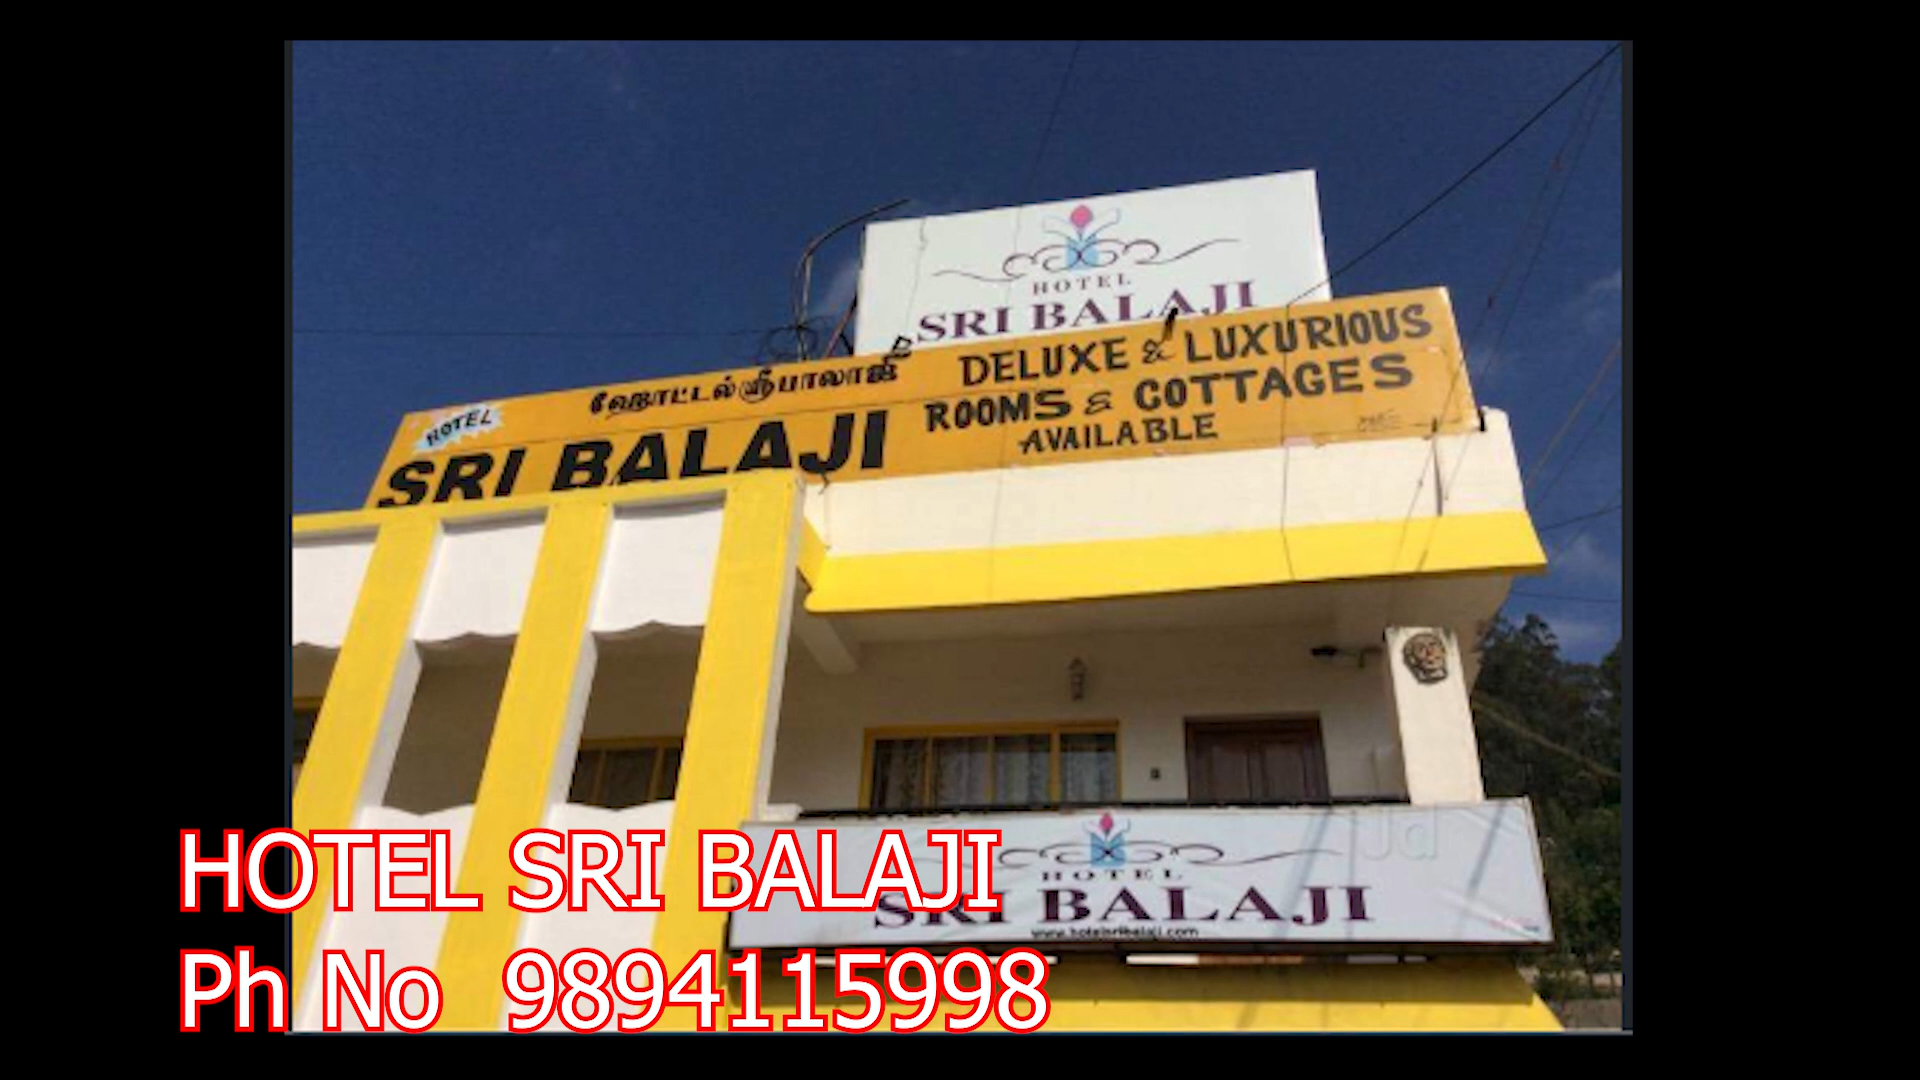 HOTEL
SRI BALAJI
HOTEL
ஹோட்டல் ஸ்ரீ பாலாஜி
SRI BALAJI
DELUXE & LUXURIOUS
ROOMS & COTTAGES
AVAILABLE
Jd
HOTEL
SRI BALAJI
www.hotelsribalaji.com
HOTEL SRI BALAJI
Ph No 9894115998